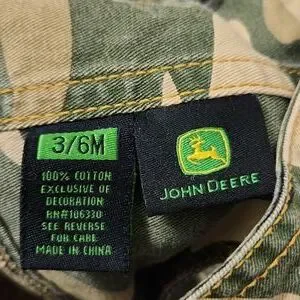 3/6M
100% COTTON
EXCLUSIVE OF
DECORATION
RN#106330
SEE REVERSE
FOR CARE
MADE IN CHINA
JOHN DEERE